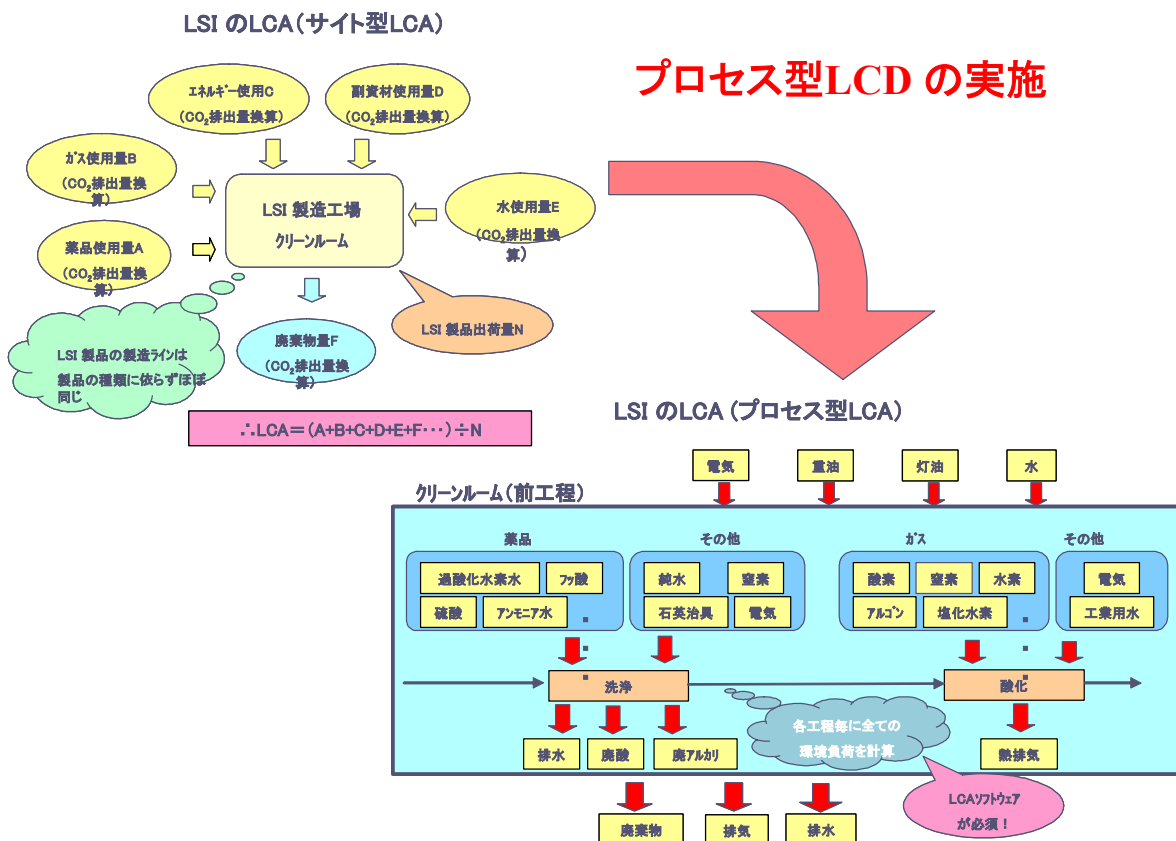 LSI のLCA(サイト型LCA)
プロセス型LCD の実施
エネルギー使用C
(CO₂排出量換算)
副資材使用量D
(CO₂排出量換算)
ガス使用量B
(CO₂排出量換
算)
LSI 製造工場
クリーンルーム
水使用量E
(CO₂排出量換
算)
薬品使用量A
(CO₂排出量換
算)
LSI 製品の製造ラインは
製品の種類に依らずほぼ
同じ
廃棄物量F
(CO₂排出量換
算)
LSI 製品出荷量N
∴LCA=(A+B+C+D+E+F・・・)÷N
LSI のLCA (プロセス型LCA)
電気
重油
灯油
水
クリーンルーム(前工程)
薬品
その他
ガス
その他
過酸化水素水
フッ酸
硫酸
アンモニア水
純水
窒素
石英治具
電気
酸素
窒素
水素
アルゴン
塩化水素
電気
工業用水
洗浄
酸化
各工程毎に全ての
環境負荷を計算
排水
廃酸
廃アルカリ
熱排気
LCAソフトウェア
が必須!
廃棄物
排気
排水